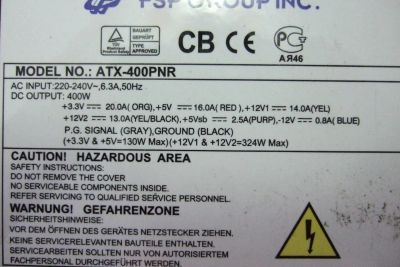 FSP GROUP INC.
BAUART GEPRÜFT
TYPE APPROVED
TÜV Rheinland Product Safety
CB CE PC
АЯ46
MODEL NO.: ATX-400PNR
AC INPUT:220-240V~,6.3A,50Hz
DC OUTPUT: 400W
+3.3V ⎓ 20.0A( ORG),+5V ⎓ 16.0A( RED ),+12V1 ⎓ 14.0A(YEL)
+12V2 ⎓ 13.0A(YEL/BLACK),+5Vsb ⎓ 2.5A(PURP),-12V ⎓ 0.8A( BLUE)
P.G. SIGNAL (GRAY),GROUND (BLACK)
(+3.3V & +5V=130W Max)(+12V1 & +12V2=324W Max)
CAUTION! HAZARDOUS AREA
SAFETY INSTRUCTIONS:
DO NOT REMOVE THE COVER
NO SERVICEABLE COMPONENTS INSIDE.
REFER SERVICING TO QUALIFIED SERVICE PERSONNEL.
WARNUNG! GEFAHRENZONE
SICHERHEITSHINWEISE:
VOR DEM ÖFFNEN DES GERÄTES NETZSTECKER ZIEHEN.
KEINE SERVICERELEVANTEN BAUTEILE ENTHALTEN.
NACHARBEITEN SIND NUR VON AUTORISIERTEM
FACHPERSONAL DURCHGEFÜHRT WERDEN.